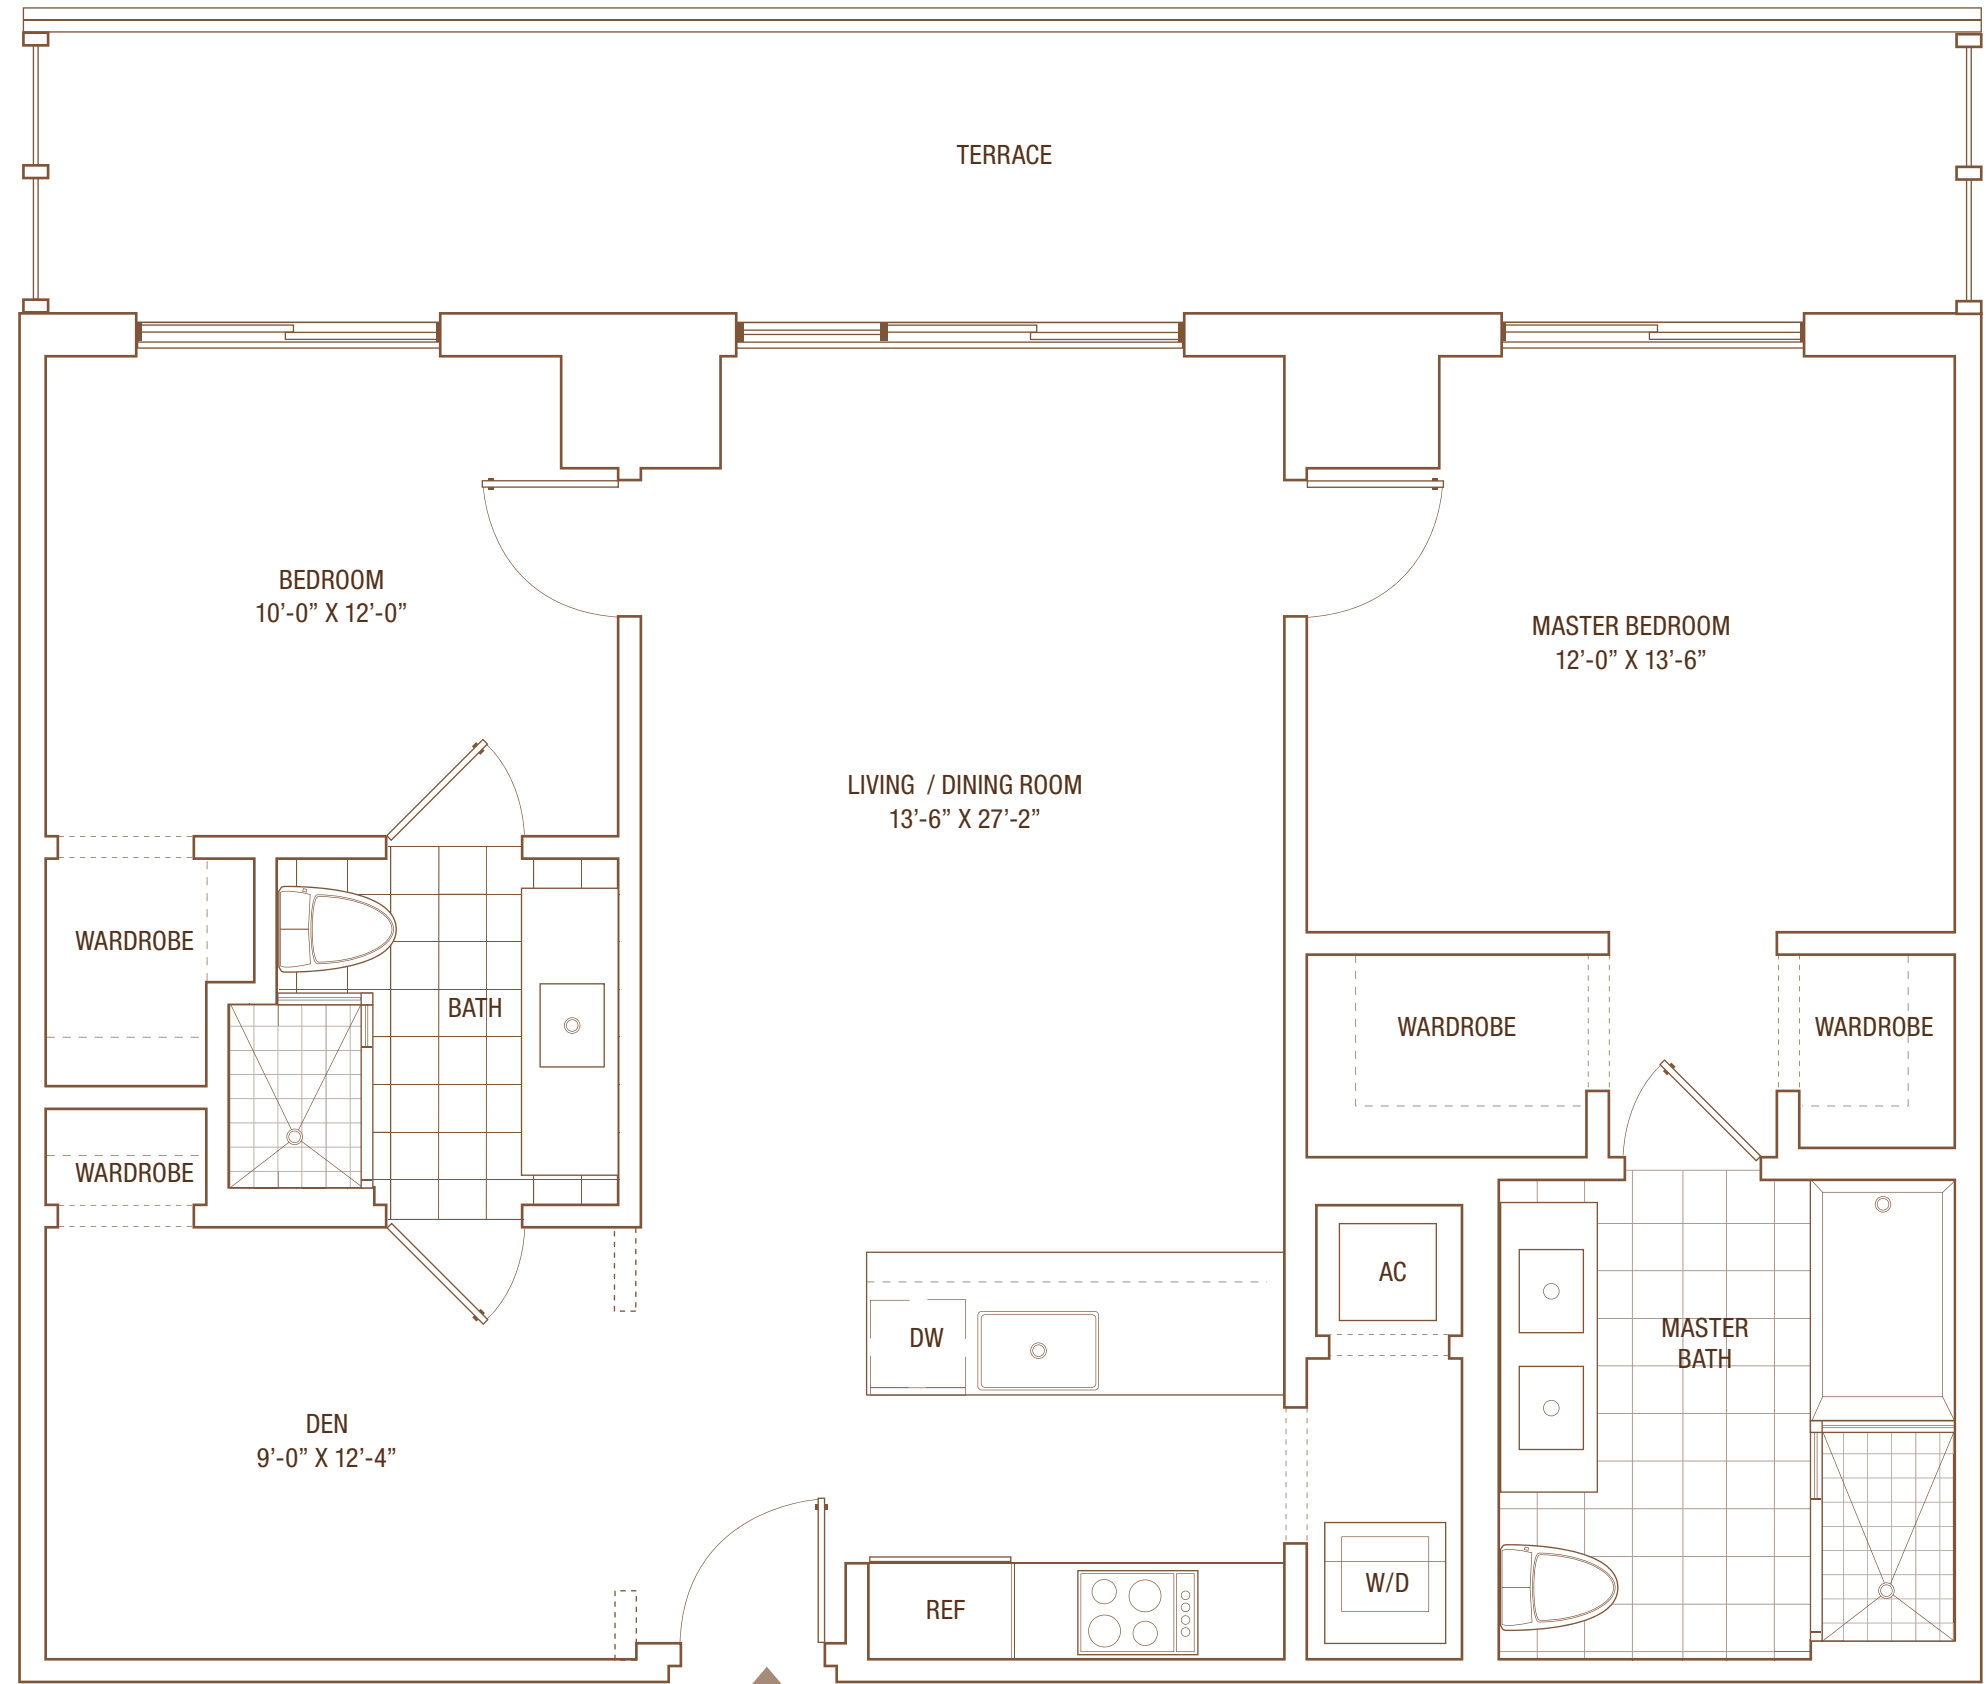 TERRACE
BEDROOM
10’-0” X 12’-0”
MASTER BEDROOM
12’-0” X 13’-6”
LIVING / DINING ROOM
13’-6” X 27’-2”
WARDROBE
BATH
WARDROBE
WARDROBE
WARDROBE
AC
DW
MASTER
BATH
DEN
9’-0” X 12’-4”
W/D
REF